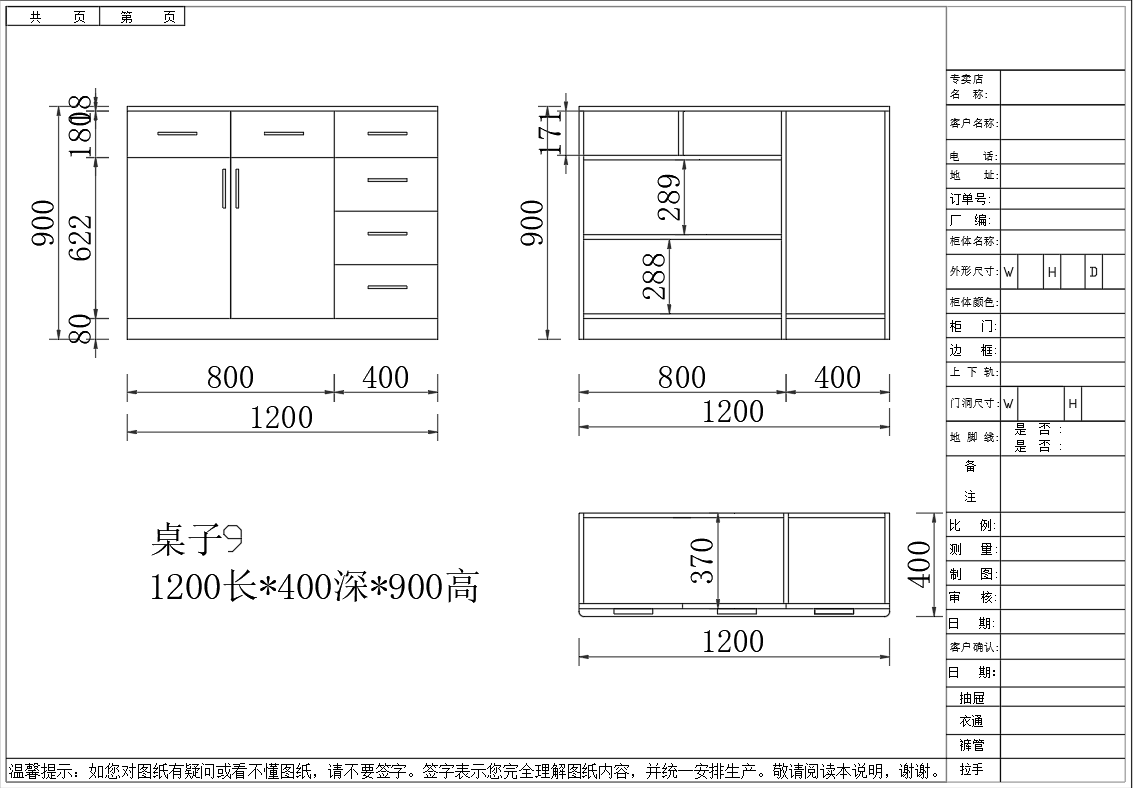 共 页 第 页
18
180
622
80
900
800 400
1200
171
289
288
900
800 400
1200
桌子9
1200长*400深*900高
370
400
1200
专卖店
名 称:
客户名称:
电 话:
地 址:
订单号:
厂 编:
柜体名称:
外形尺寸: W H D
柜体颜色:
柜 门:
边 框:
上 下 轨:
门洞尺寸: W H
地 脚 线: 是 否 :
是 否 :
备
注
比 例:
测 量:
制 图:
审 核:
日 期:
客户确认:
日 期:
抽屉
衣通
裤管
拉手
温馨提示：如您对图纸有疑问或看不懂图纸，请不要签字。签字表示您完全理解图纸内容，并统一安排生产。敬请阅读本说明，谢谢。